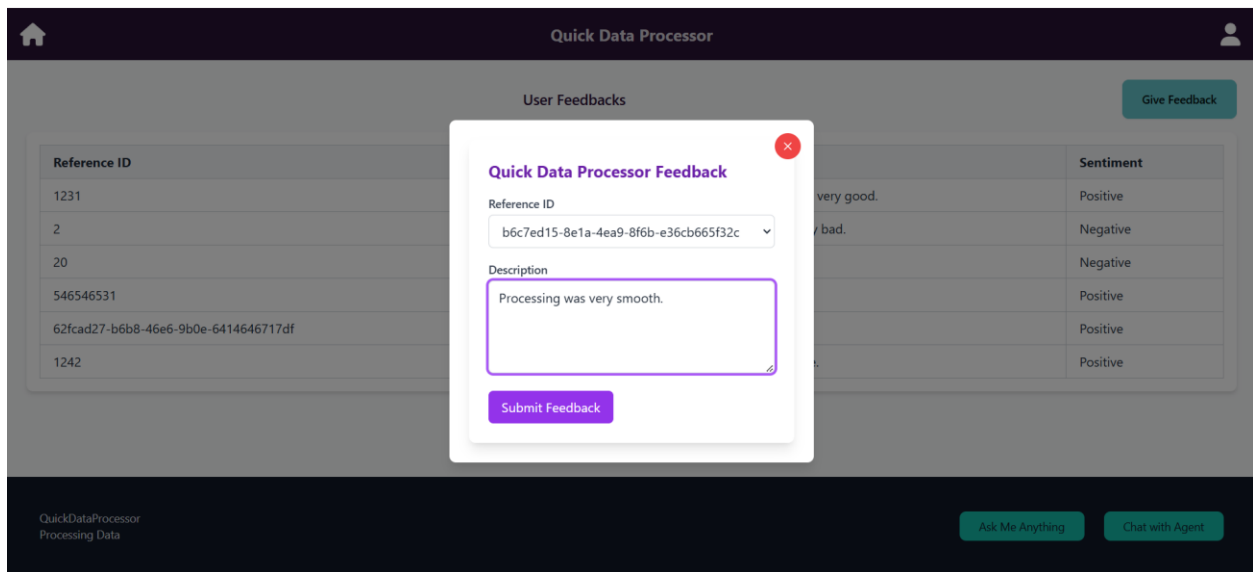 Quick Data Processor
User Feedbacks
Give Feedback
Reference ID
Sentiment
1231
very good.
Positive
2
bad.
Negative
20
Negative
546546531
Positive
62fcad27-b6b8-46e6-9b0e-6414646717df
Positive
1242
Positive
Quick Data Processor Feedback
Reference ID
b6c7ed15-8e1a-4ea9-8f6b-e36cb665f32c
Description
Processing was very smooth.
Submit Feedback
QuickDataProcessor
Processing Data
Ask Me Anything
Chat with Agent